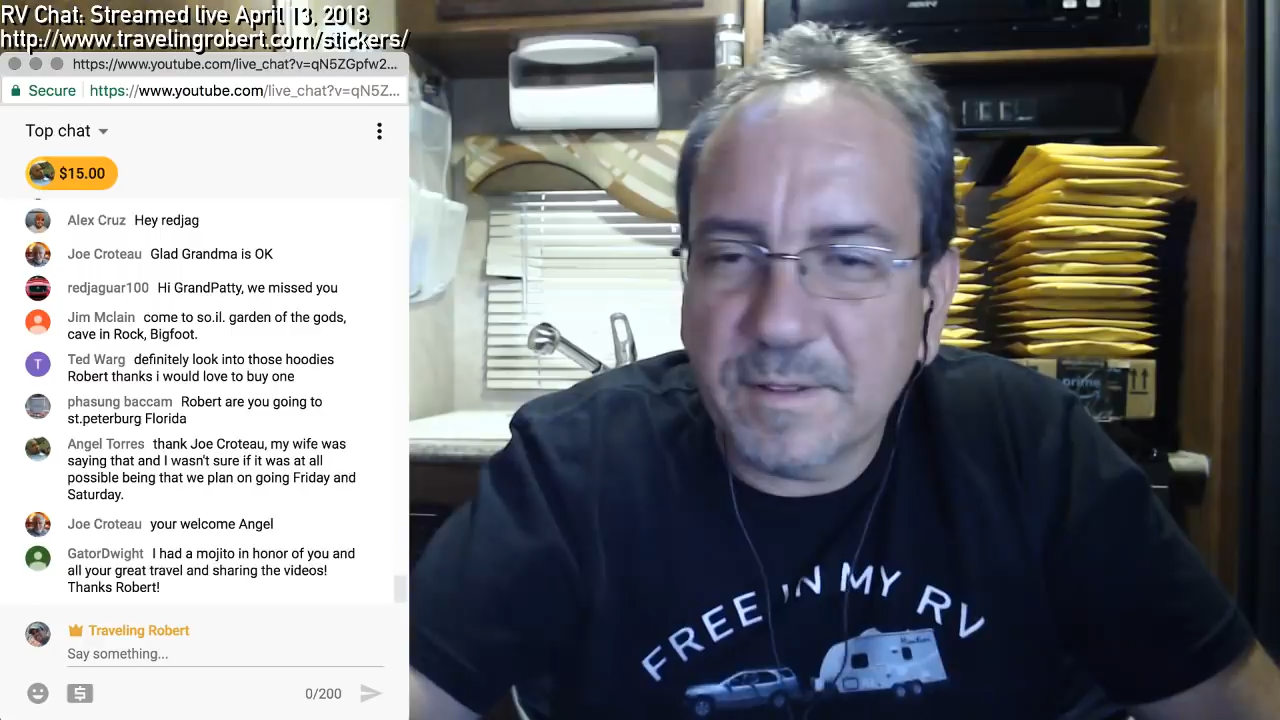 RV Chat: Streamed live April 13, 2018
http://www.travelingrobert.com/stickers/
https://www.youtube.com/live_chat?v=qN5ZGpfw2...
Secure https://www.youtube.com/live_chat?v=qN5Z...
Top chat
$15.00
Alex Cruz Hey redjag
Joe Croteau Glad Grandma is OK
redjaguar100 Hi GrandPatty, we missed you
Jim Mclain come to so.il. garden of the gods,
cave in Rock, Bigfoot.
T
Ted Warg definitely look into those hoodies
Robert thanks i would love to buy one
phasung baccam Robert are you going to
st.peterburg Florida
Angel Torres thank Joe Croteau, my wife was
saying that and I wasn't sure if it was at all
possible being that we plan on going Friday and
Saturday.
Joe Croteau your welcome Angel
GatorDwight I had a mojito in honor of you and
all your great travel and sharing the videos!
Thanks Robert!
Traveling Robert
Say something...
$
0/200
prime
FREE IN MY RV